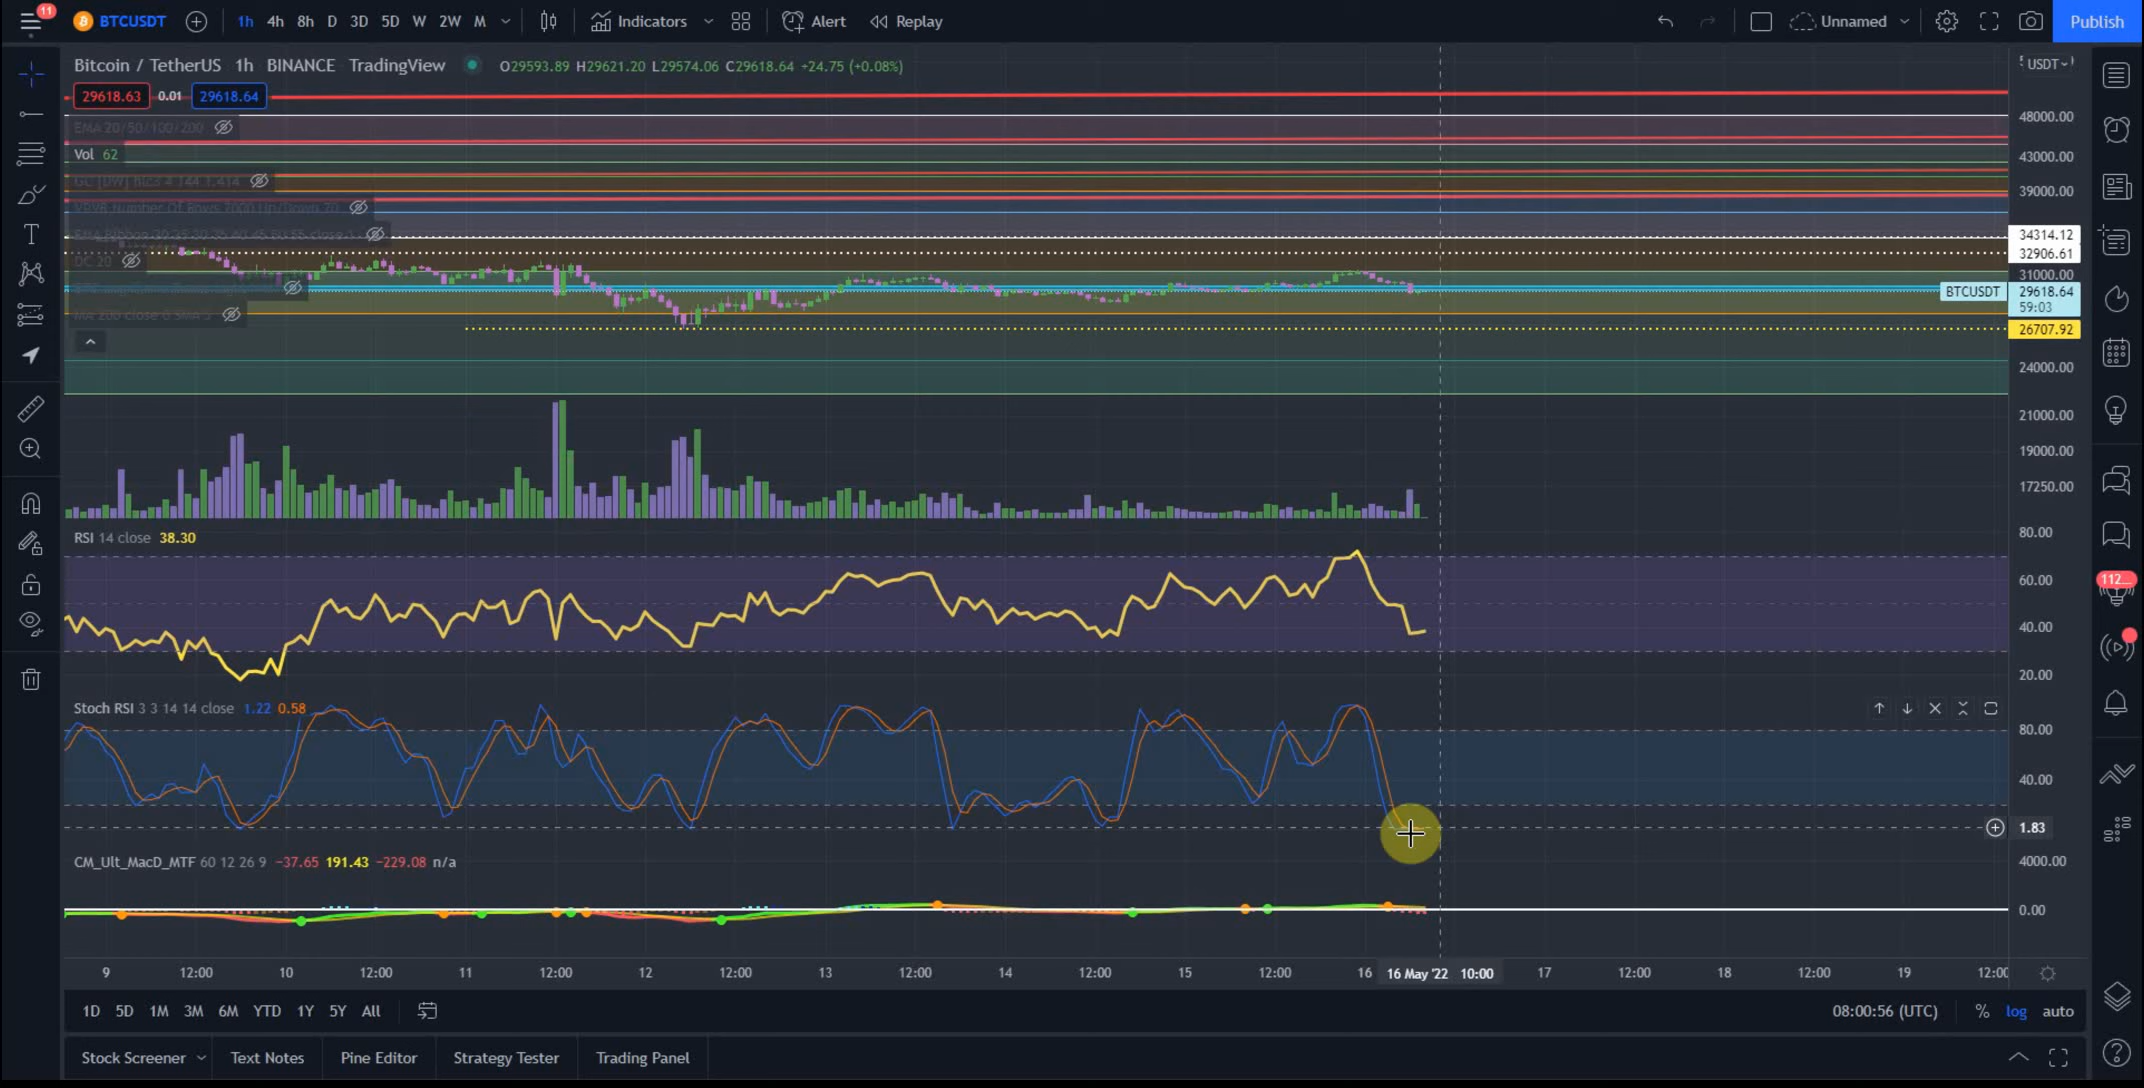 11
BTCUSDT
1h 4h 8h D 3D 5D W 2W M
Indicators
Alert
Replay
Unnamed
Publish
Bitcoin / TetherUS 1h BINANCE TradingView
O29593.89 H29621.20 L29574.06 C29618.64 +24.75 (+0.08%)
USDT
29618.63 0.01 29618.64
48000.00
EMA 20/50/100/200
Vol 62
43000.00
39000.00
DC 20
34314.12
32906.61
31000.00
BTCUSDT 29618.64
59:03
26707.92
24000.00
21000.00
19000.00
17250.00
RSI 14 close 38.30
80.00
60.00
40.00
20.00
112...
Stoch RSI 3 3 14 14 close 1.22 0.58
80.00
40.00
1.83
CM_Ult_MacD_MTF 60 12 26 9 −37.65 191.43 −229.08 n/a
4000.00
0.00
9 12:00 10 12:00 11 12:00 12 12:00 13 12:00 14 12:00 15 12:00 16 16 May '22 10:00 17 12:00 18 12:00 19 12:00
1D 5D 1M 3M 6M YTD 1Y 5Y All
08:00:56 (UTC) % log auto
Stock Screener Text Notes Pine Editor Strategy Tester Trading Panel